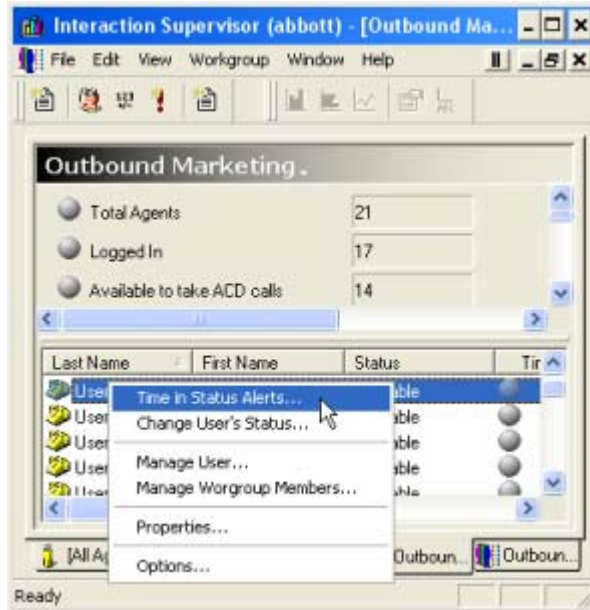 Interaction Supervisor (abbott) - [Outbound Ma...
File Edit View Workgroup Window Help
Outbound Marketing.
Total Agents 21
Logged In 17
Available to take ACD calls 14
Last Name First Name Status Tir
User able
Time in Status Alerts...
User able
Change User's Status...
User able
User able
Manage User...
User able
Manage Worgroup Members...
Properties...
Options...
[All Ag Outboun... Outboun...
Ready